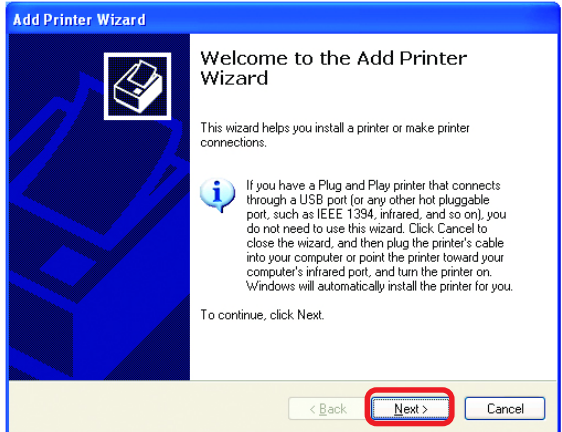 Add Printer Wizard
Welcome to the Add Printer
Wizard
This wizard helps you install a printer or make printer
connections.
If you have a Plug and Play printer that connects
through a USB port (or any other hot pluggable
port, such as IEEE 1394, infrared, and so on), you
do not need to use this wizard. Click Cancel to
close the wizard, and then plug the printer's cable
into your computer or point the printer toward your
computer's infrared port, and turn the printer on.
Windows will automatically install the printer for you.
To continue, click Next.
< Back Next > Cancel